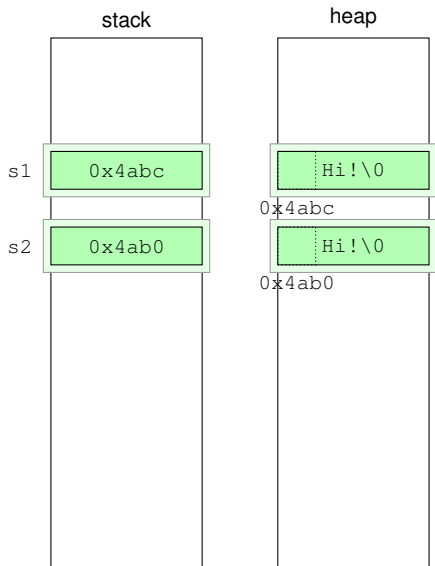 stack heap
s1 0x4abc Hi!\0
0x4abc
s2 0x4ab0 Hi!\0
0x4ab0